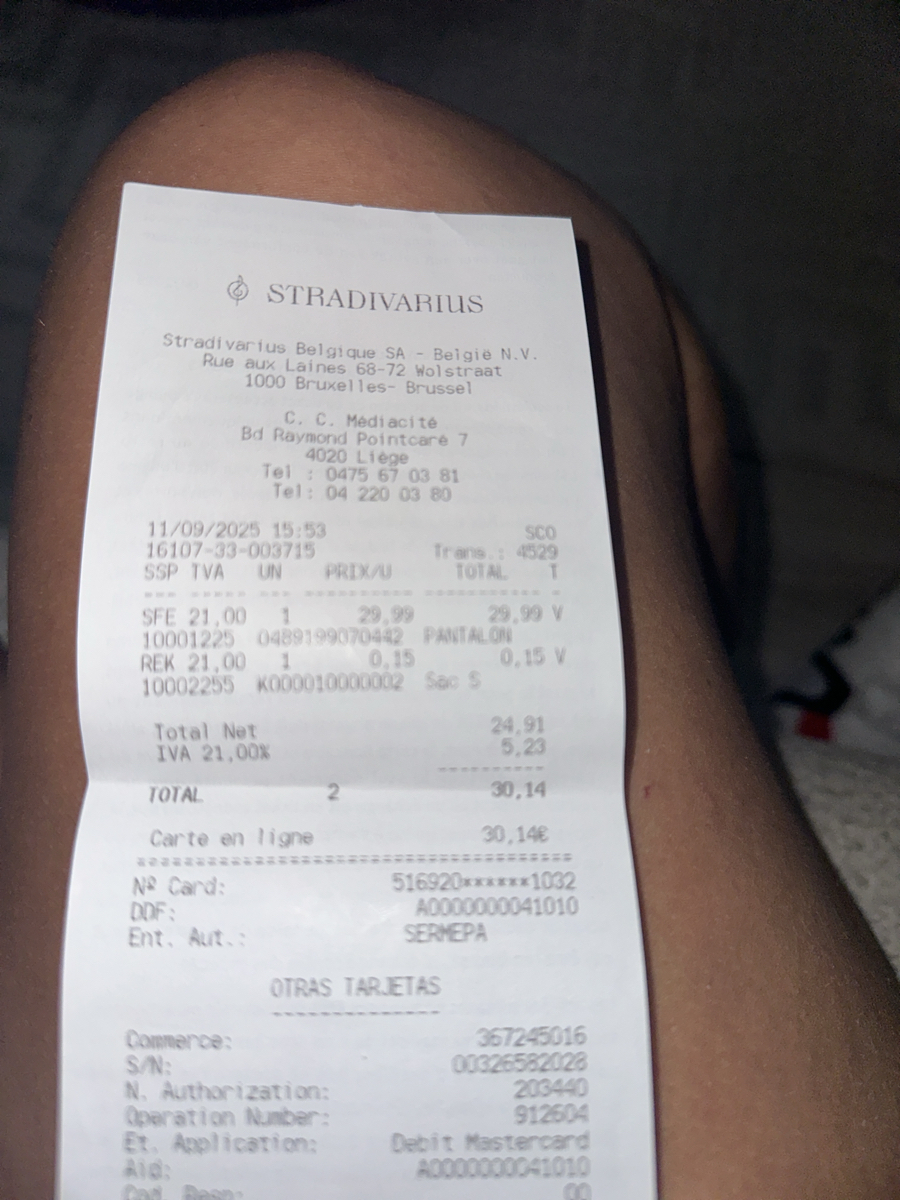 STRADIVARIUS
Stradivarius Belgique SA - België N.V.
Rue aux Laines 68-72 Wolstraat
1000 Bruxelles- Brussel
C. C. Médiacité
Bd Raymond Pointcaré 7
4020 Liège
Tel : 0475 67 03 81
Tel: 04 220 03 80
11/09/2025 15:53 SCO
16107-33-003715 Trans.: 4529
SSP TVA UN PRIX/U TOTAL T
SFE 21,00 1 29,99 29,99 V
10001225 0489199070442 PANTALON
REK 21,00 1 0,15 0,15 V
10002255 K000010000002 Sac S
Total Net 24,91
IVA 21,00% 5,23
TOTAL 2 30,14
Carte en ligne 30,14€
Nº Card: 516920******1032
DDF: A0000000041010
Ent. Aut.: SERMEPA
OTRAS TARJETAS
Commerce: 367245016
S/N: 00326582028
N. Authorization: 203440
Operation Number: 912604
Et. Application: Debit Mastercard
Aid: A0000000041010
Cod. Resp: 00